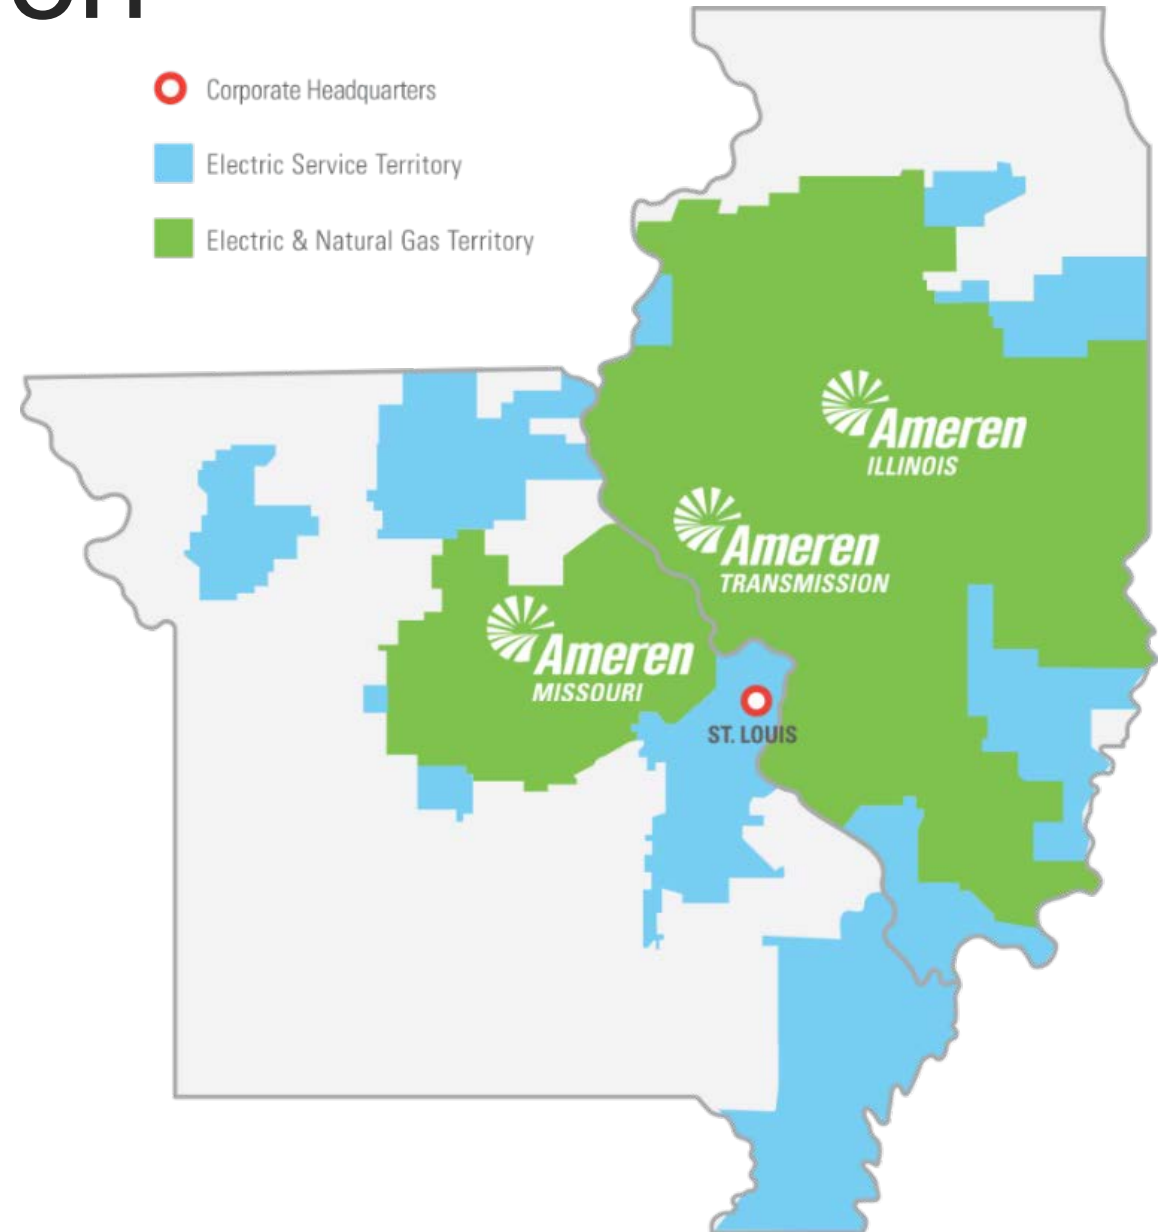 Corporate Headquarters
Electric Service Territory
Electric & Natural Gas Territory
Ameren
ILLINOIS
Ameren
TRANSMISSION
Ameren
MISSOURI
ST. LOUIS